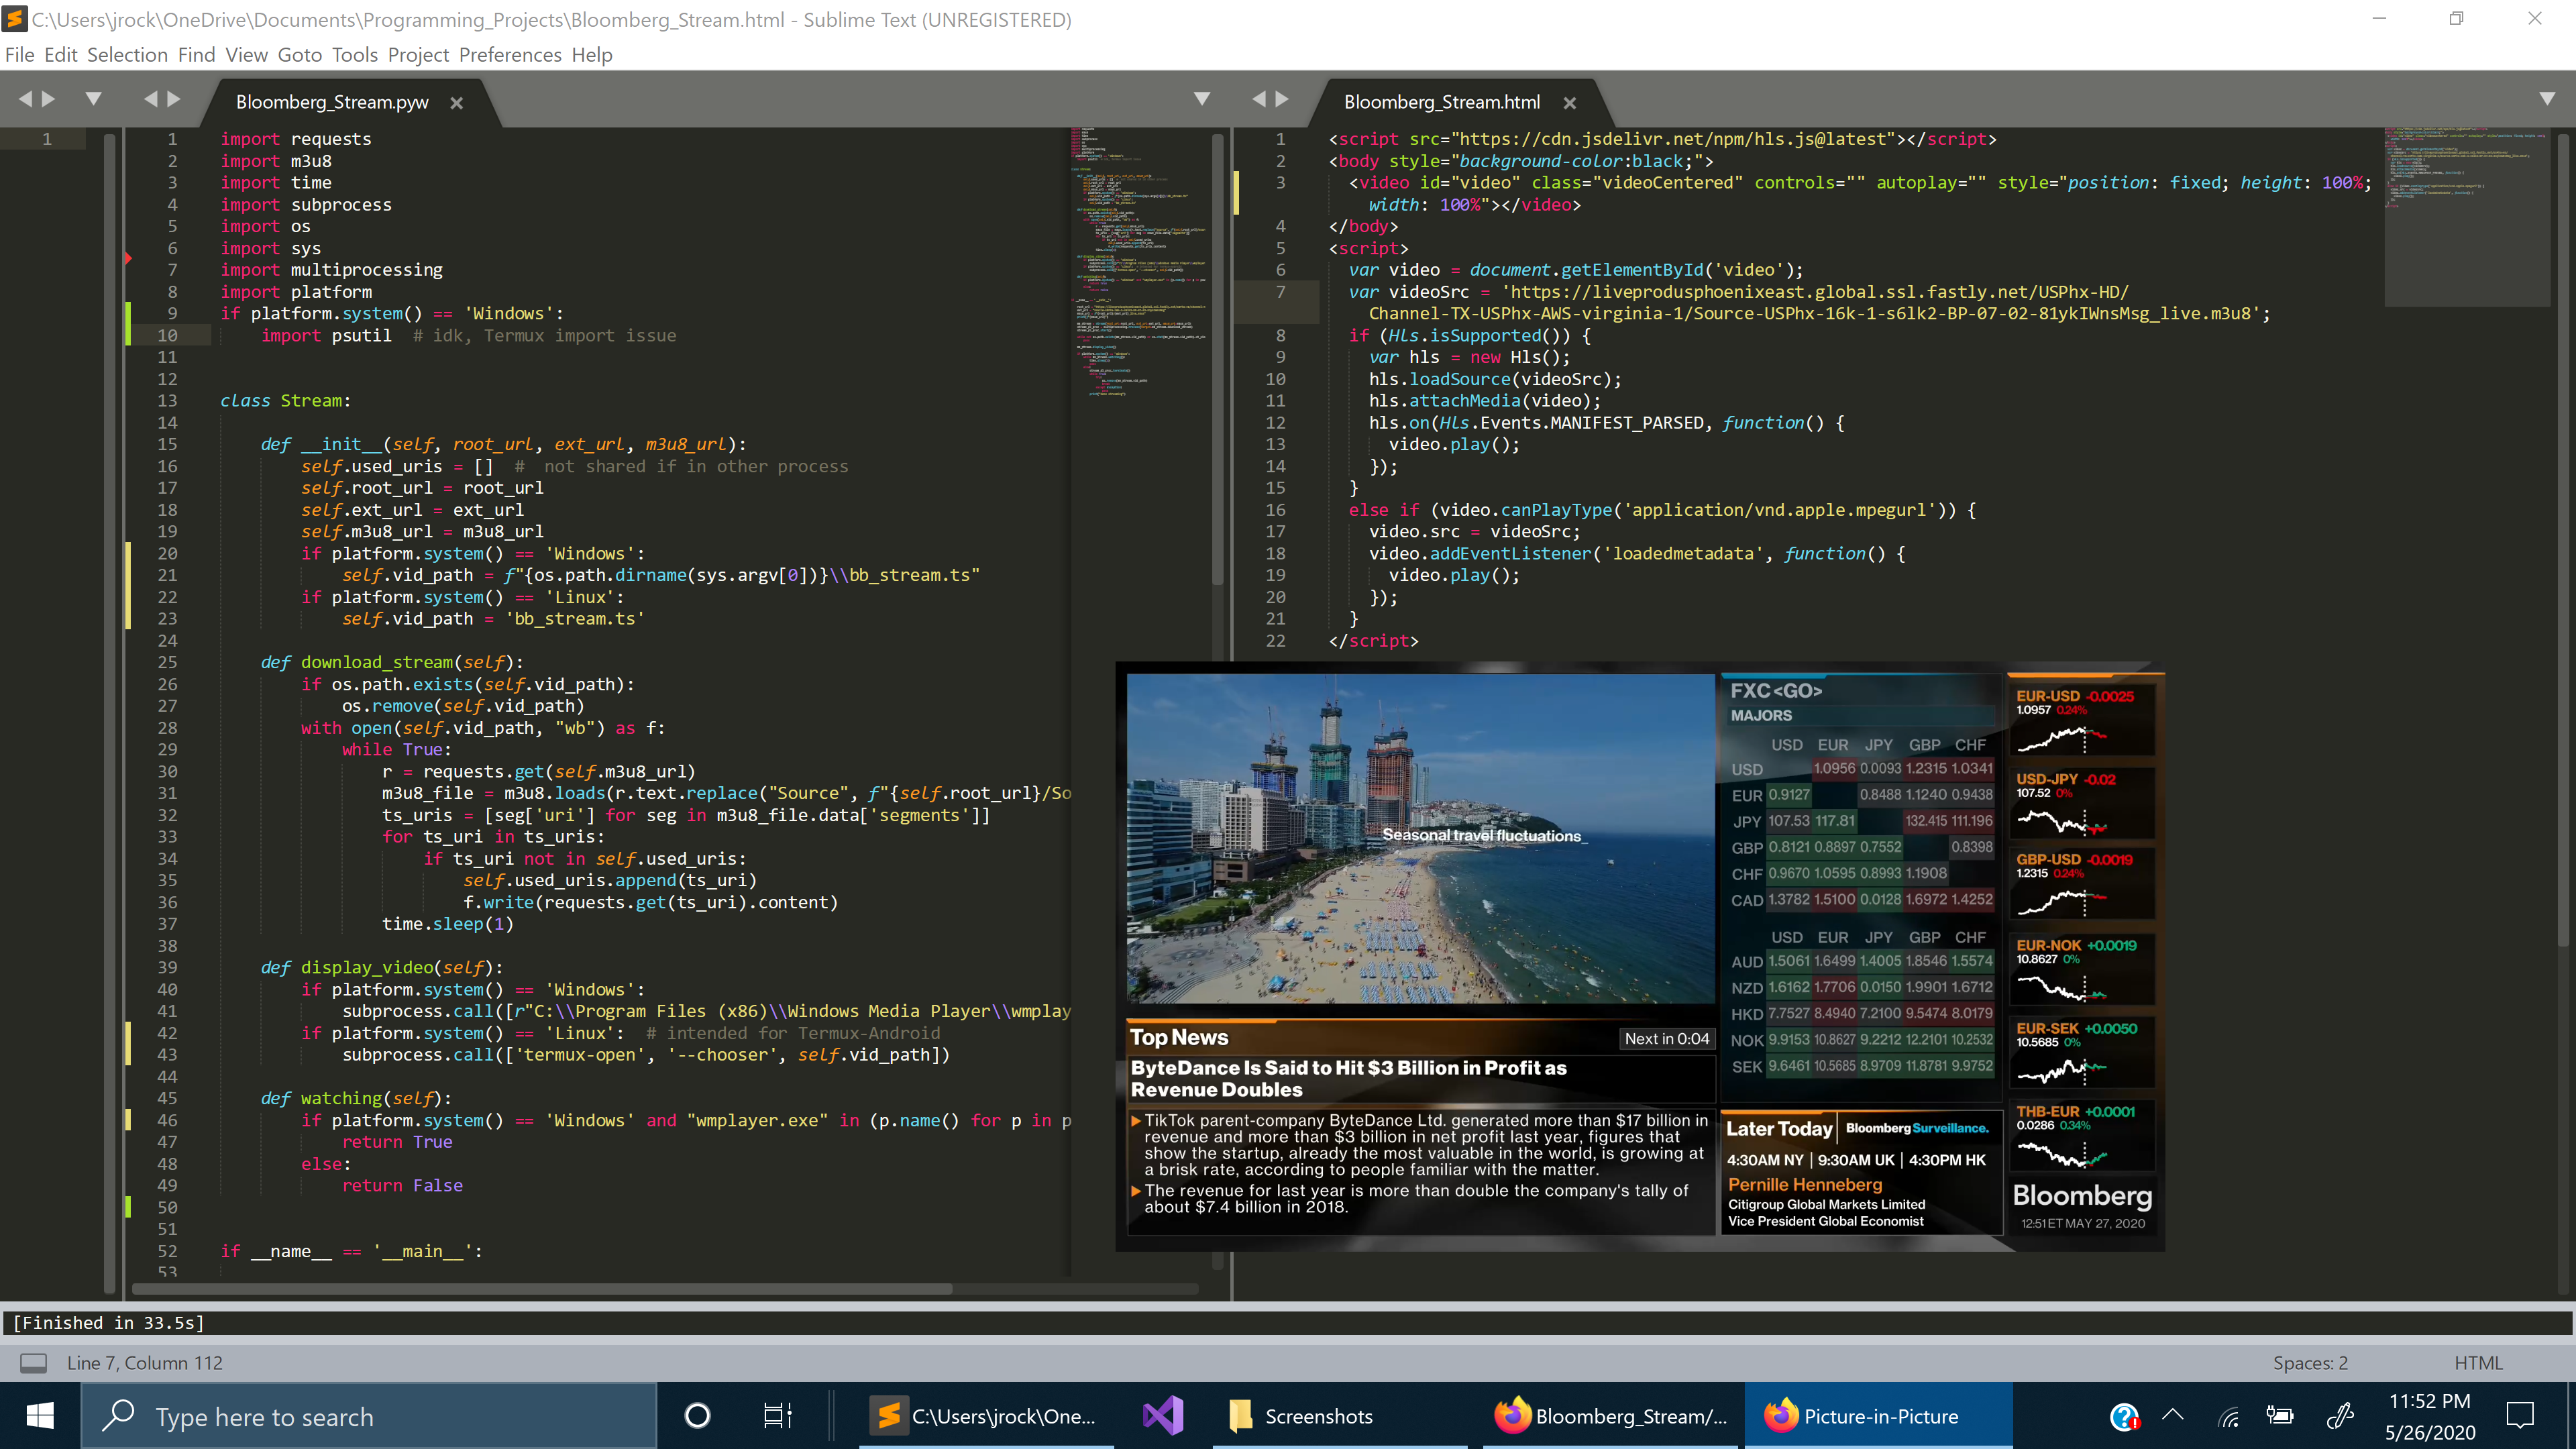 C:\Users\jrock\OneDrive\Documents\Programming_Projects\Bloomberg_Stream.html - Sublime Text (UNREGISTERED)
File Edit Selection Find View Goto Tools Project Preferences Help
Bloomberg_Stream.pyw
Bloomberg_Stream.html
1
1 import requests
2 import m3u8
3 import time
4 import subprocess
5 import os
6 import sys
7 import multiprocessing
8 import platform
9 if platform.system() == 'Windows':
10     import psutil  # idk, Termux import issue
11
12
13 class Stream:
14
15     def __init__(self, root_url, ext_url, m3u8_url):
16         self.used_uris = []  #  not shared if in other process
17         self.root_url = root_url
18         self.ext_url = ext_url
19         self.m3u8_url = m3u8_url
20         if platform.system() == 'Windows':
21             self.vid_path = f"{os.path.dirname(sys.argv[0])}\\bb_stream.ts"
22         if platform.system() == 'Linux':
23             self.vid_path = 'bb_stream.ts'
24
25     def download_stream(self):
26         if os.path.exists(self.vid_path):
27             os.remove(self.vid_path)
28         with open(self.vid_path, "wb") as f:
29             while True:
30                 r = requests.get(self.m3u8_url)
31                 m3u8_file = m3u8.loads(r.text.replace("Source", f"{self.root_url}/So
32                 ts_uris = [seg['uri'] for seg in m3u8_file.data['segments']]
33                 for ts_uri in ts_uris:
34                     if ts_uri not in self.used_uris:
35                         self.used_uris.append(ts_uri)
36                         f.write(requests.get(ts_uri).content)
37                 time.sleep(1)
38
39     def display_video(self):
40         if platform.system() == 'Windows':
41             subprocess.call([r"C:\\Program Files (x86)\\Windows Media Player\\wmplay
42         if platform.system() == 'Linux':  # intended for Termux-Android
43             subprocess.call(['termux-open', '--chooser', self.vid_path])
44
45     def watching(self):
46         if platform.system() == 'Windows' and "wmplayer.exe" in (p.name() for p in p
47             return True
48         else:
49             return False
50
51
52 if __name__ == '__main__':
53
1 <script src="https://cdn.jsdelivr.net/npm/hls.js@latest"></script>
2 <body style="background-color:black;">
3   <video id="video" class="videoCentered" controls="" autoplay="" style="position: fixed; height: 100%;
width: 100%"></video>
4 </body>
5 <script>
6   var video = document.getElementById('video');
7   var videoSrc = 'https://liveprodusphoenixeast.global.ssl.fastly.net/USPhx-HD/
Channel-TX-USPhx-AWS-virginia-1/Source-USPhx-16k-1-s6lk2-BP-07-02-81ykIWnsMsg_live.m3u8';
8   if (Hls.isSupported()) {
9     var hls = new Hls();
10     hls.loadSource(videoSrc);
11     hls.attachMedia(video);
12     hls.on(Hls.Events.MANIFEST_PARSED, function() {
13       video.play();
14     });
15   }
16   else if (video.canPlayType('application/vnd.apple.mpegurl')) {
17     video.src = videoSrc;
18     video.addEventListener('loadedmetadata', function() {
19       video.play();
20     });
21   }
22 </script>
Seasonal travel fluctuations_
Top News
Next in 0:04
ByteDance Is Said to Hit $3 Billion in Profit as
Revenue Doubles
TikTok parent-company ByteDance Ltd. generated more than $17 billion in
revenue and more than $3 billion in net profit last year, figures that
show the startup, already the most valuable in the world, is growing at
a brisk rate, according to people familiar with the matter.
The revenue for last year is more than double the company's tally of
about $7.4 billion in 2018.
FXC <GO>
MAJORS
USD EUR JPY GBP CHF
USD 1.0956 0.0093 1.2315 1.0341
EUR 0.9127 0.8488 1.1240 0.9438
JPY 107.53 117.81 132.415 111.196
GBP 0.8121 0.8897 0.7552 0.8398
CHF 0.9670 1.0595 0.8993 1.1908
CAD 1.3782 1.5100 0.0128 1.6972 1.4252
USD EUR JPY GBP CHF
AUD 1.5061 1.6499 1.4005 1.8546 1.5574
NZD 1.6162 1.7706 0.0150 1.9901 1.6712
HKD 7.7527 8.4940 7.2100 9.5474 8.0179
NOK 9.9153 10.8627 9.2212 12.2101 10.2532
SEK 9.6461 10.5685 8.9709 11.8781 9.9752
Later Today Bloomberg Surveillance.
4:30AM NY | 9:30AM UK | 4:30PM HK
Pernille Henneberg
Citigroup Global Markets Limited
Vice President Global Economist
EUR-USD -0.0025
1.0957 0.24%
USD-JPY -0.02
107.52 0%
GBP-USD -0.0019
1.2315 0.24%
EUR-NOK +0.0019
10.8627 0%
EUR-SEK +0.0050
10.5685 0%
THB-EUR +0.0001
0.0286 0.34%
Bloomberg
12:51 ET MAY 27, 2020
[Finished in 33.5s]
Line 7, Column 112
Spaces: 2
HTML
Type here to search
C:\Users\jrock\One...
Screenshots
Bloomberg_Stream/...
Picture-in-Picture
11:52 PM
5/26/2020